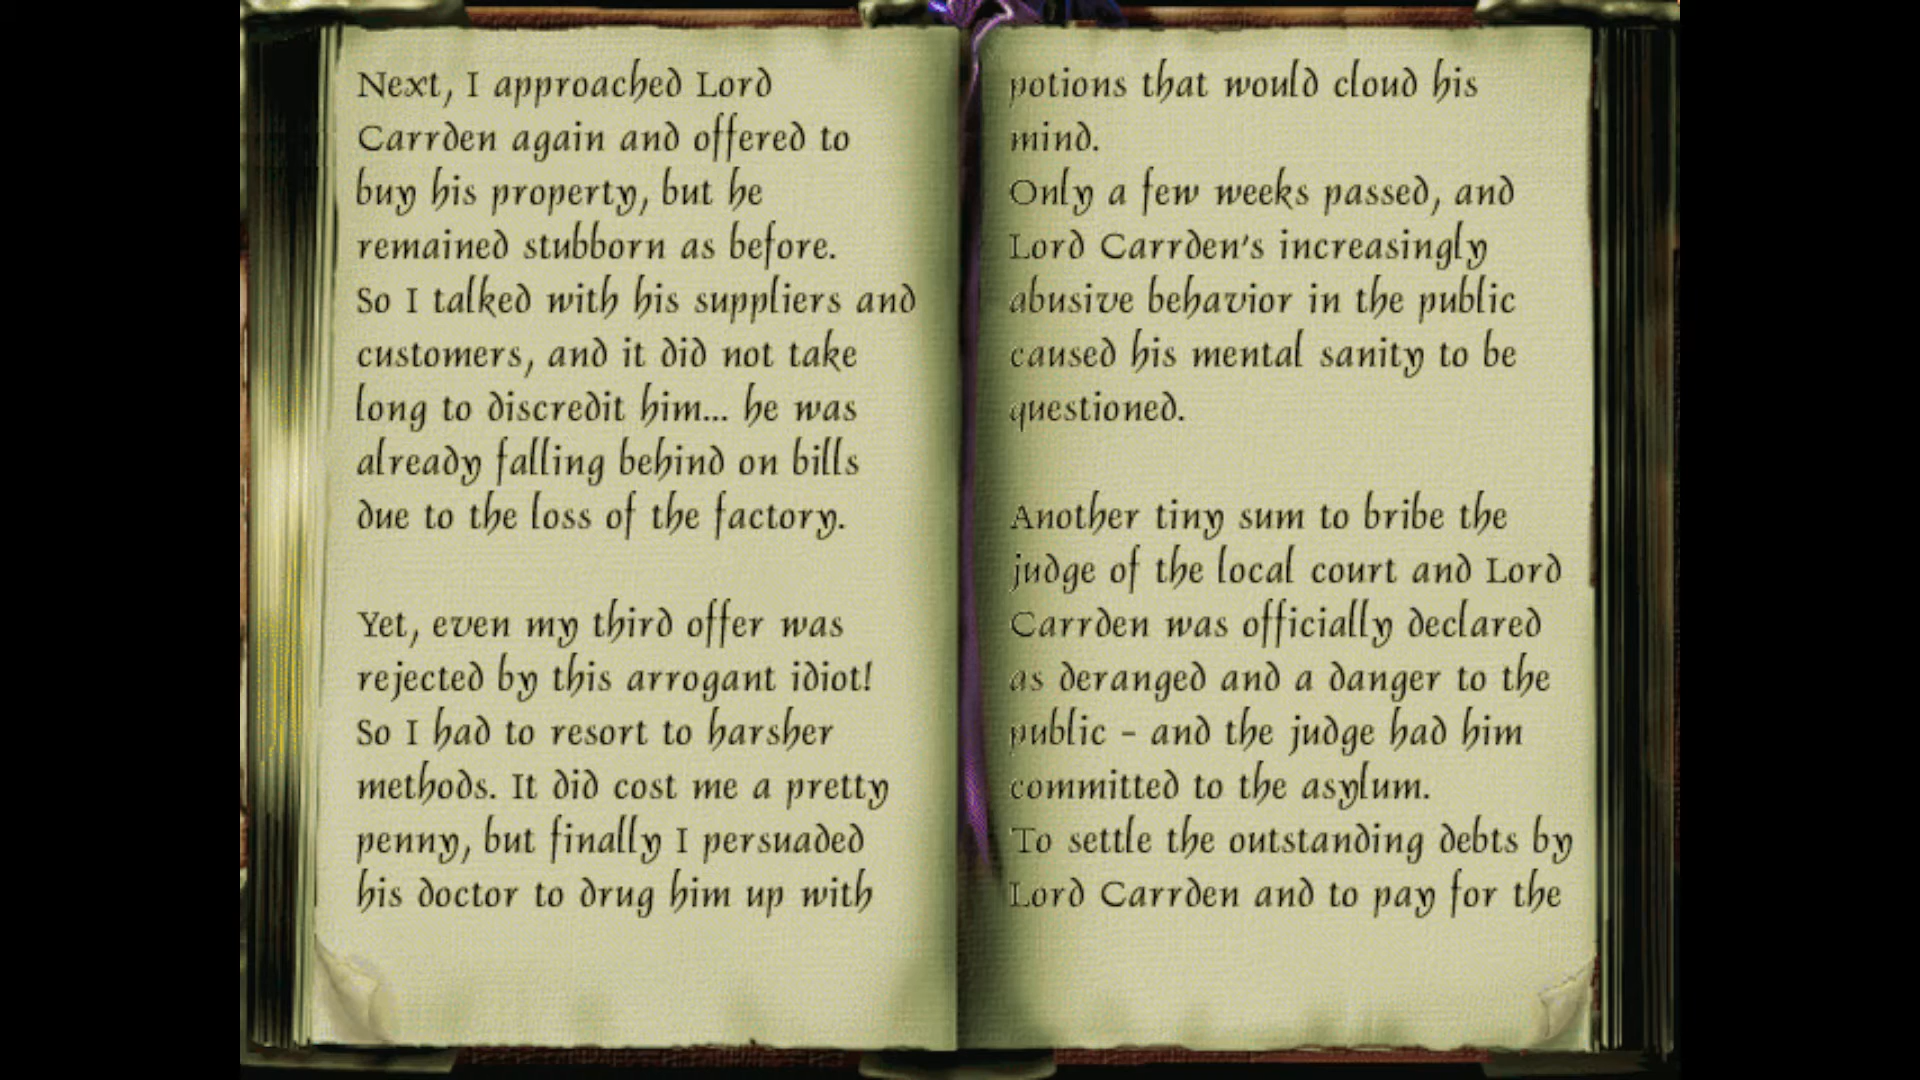 Next, I approached Lord
Carrden again and offered to
buy his property, but he
remained stubborn as before.
So I talked with his suppliers and
customers, and it did not take
long to discredit him... he was
already falling behind on bills
due to the loss of the factory.
Yet, even my third offer was
rejected by this arrogant idiot!
So I had to resort to harsher
methods. It did cost me a pretty
penny, but finally I persuaded
his doctor to drug him up with
potions that would cloud his
mind.
Only a few weeks passed, and
Lord Carrden's increasingly
abusive behavior in the public
caused his mental sanity to be
questioned.
Another tiny sum to bribe the
judge of the local court and Lord
Carrden was officially declared
as deranged and a danger to the
public - and the judge had him
committed to the asylum.
To settle the outstanding debts by
Lord Carrden and to pay for the